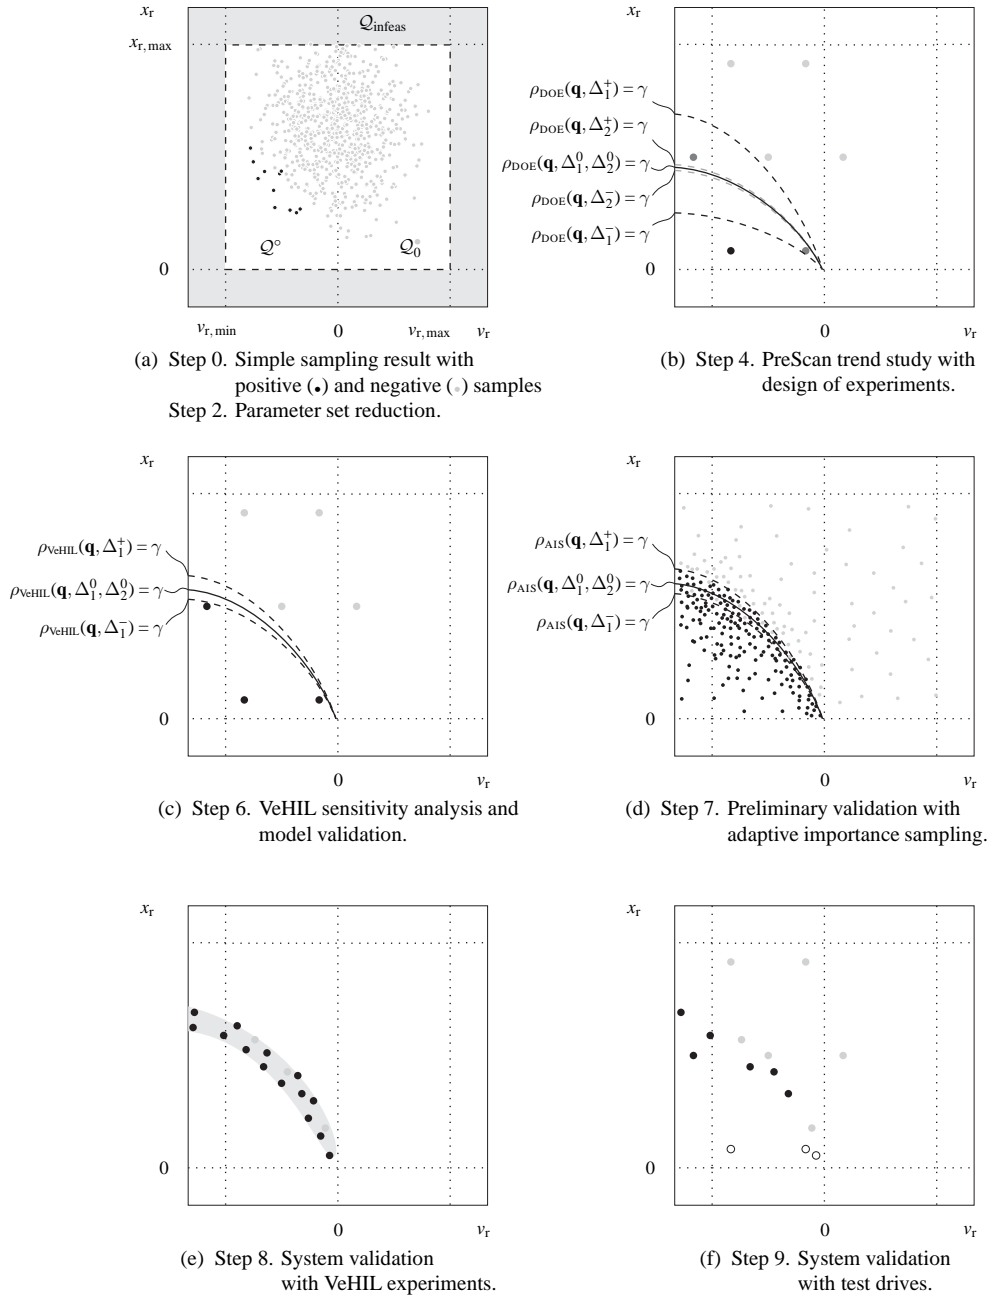 x_r
𝒬_infeas
x_r,max
𝒬°
𝒬_0
0
v_r,min
0
v_r,max
v_r
(a) Step 0. Simple sampling result with
positive (•) and negative (•) samples
Step 2. Parameter set reduction.
x_r
ρ_DOE(q, Δ_1^+) = γ
ρ_DOE(q, Δ_2^+) = γ
ρ_DOE(q, Δ_1^0, Δ_2^0) = γ
ρ_DOE(q, Δ_2^−) = γ
ρ_DOE(q, Δ_1^−) = γ
0
0
v_r
(b) Step 4. PreScan trend study with
design of experiments.
x_r
ρ_VeHIL(q, Δ_1^+) = γ
ρ_VeHIL(q, Δ_1^0, Δ_2^0) = γ
ρ_VeHIL(q, Δ_1^−) = γ
0
0
v_r
(c) Step 6. VeHIL sensitivity analysis and
model validation.
x_r
ρ_AIS(q, Δ_1^+) = γ
ρ_AIS(q, Δ_1^0, Δ_2^0) = γ
ρ_AIS(q, Δ_1^−) = γ
0
0
v_r
(d) Step 7. Preliminary validation with
adaptive importance sampling.
x_r
0
0
v_r
(e) Step 8. System validation
with VeHIL experiments.
x_r
0
0
v_r
(f) Step 9. System validation
with test drives.